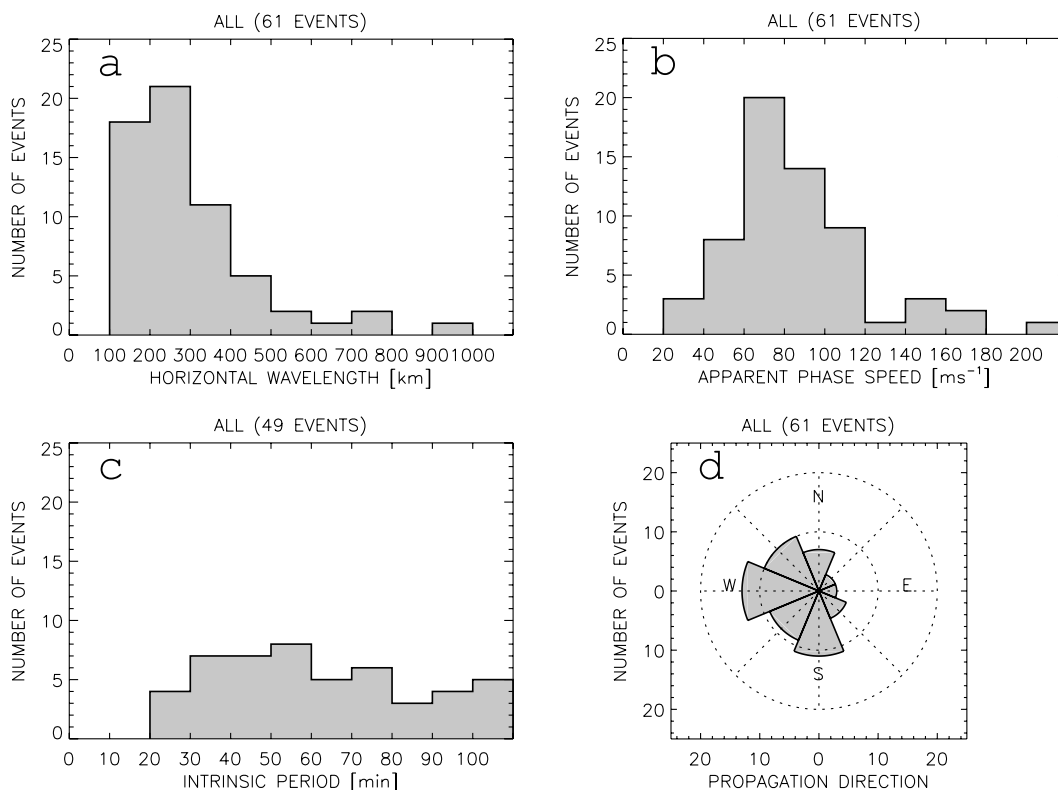 ALL (61 EVENTS)
a
25
20
15
10
5
0
NUMBER OF EVENTS
0 100 200 300 400 500 600 700 800 900 1000
HORIZONTAL WAVELENGTH [km]
ALL (61 EVENTS)
b
25
20
15
10
5
0
NUMBER OF EVENTS
0 20 40 60 80 100 120 140 160 180 200
APPARENT PHASE SPEED [ms⁻¹]
ALL (49 EVENTS)
c
25
20
15
10
5
0
NUMBER OF EVENTS
0 10 20 30 40 50 60 70 80 90 100
INTRINSIC PERIOD [min]
ALL (61 EVENTS)
d
20
10
0
10
20
NUMBER OF EVENTS
N
W E
S
20 10 0 10 20
PROPAGATION DIRECTION